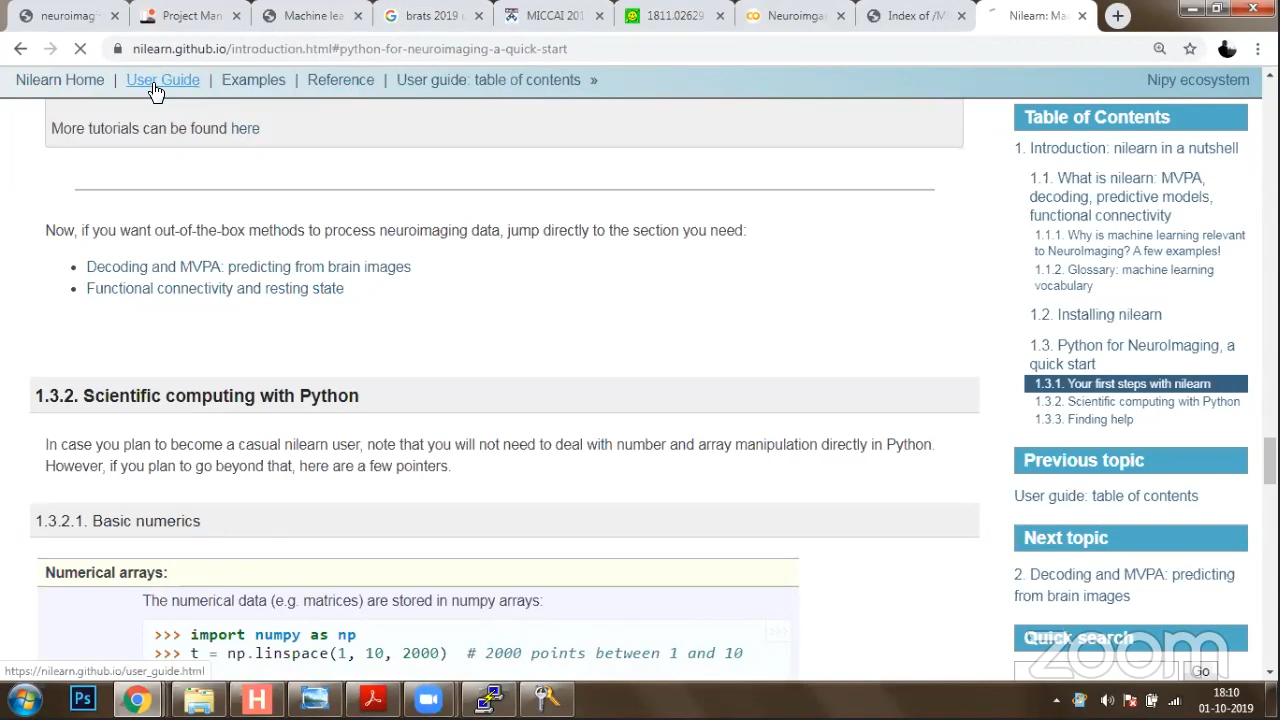 neuroimag
Project Man
Machine lea
brats 2019 d
MICCAI 201
1811.02629
Neuroimga
Index of /M
Nilearn: Ma
nilearn.github.io/introduction.html#python-for-neuroimaging-a-quick-start
Nilearn Home | User Guide | Examples | Reference | User guide: table of contents »
Nipy ecosystem
More tutorials can be found here
Now, if you want out-of-the-box methods to process neuroimaging data, jump directly to the section you need:
• Decoding and MVPA: predicting from brain images
• Functional connectivity and resting state
1.3.2. Scientific computing with Python
In case you plan to become a casual nilearn user, note that you will not need to deal with number and array manipulation directly in Python.
However, if you plan to go beyond that, here are a few pointers.
1.3.2.1. Basic numerics
Numerical arrays:
The numerical data (e.g. matrices) are stored in numpy arrays:
>>>
>>> import numpy as np
>>> t = np.linspace(1, 10, 2000) # 2000 points between 1 and 10
Table of Contents
1. Introduction: nilearn in a nutshell
1.1. What is nilearn: MVPA,
decoding, predictive models,
functional connectivity
1.1.1. Why is machine learning relevant
to NeuroImaging? A few examples!
1.1.2. Glossary: machine learning
vocabulary
1.2. Installing nilearn
1.3. Python for NeuroImaging, a
quick start
1.3.1. Your first steps with nilearn
1.3.2. Scientific computing with Python
1.3.3. Finding help
Previous topic
User guide: table of contents
Next topic
2. Decoding and MVPA: predicting
from brain images
Quick search
Go
zoom
https://nilearn.github.io/user_guide.html
Ps
H
18:10
01-10-2019